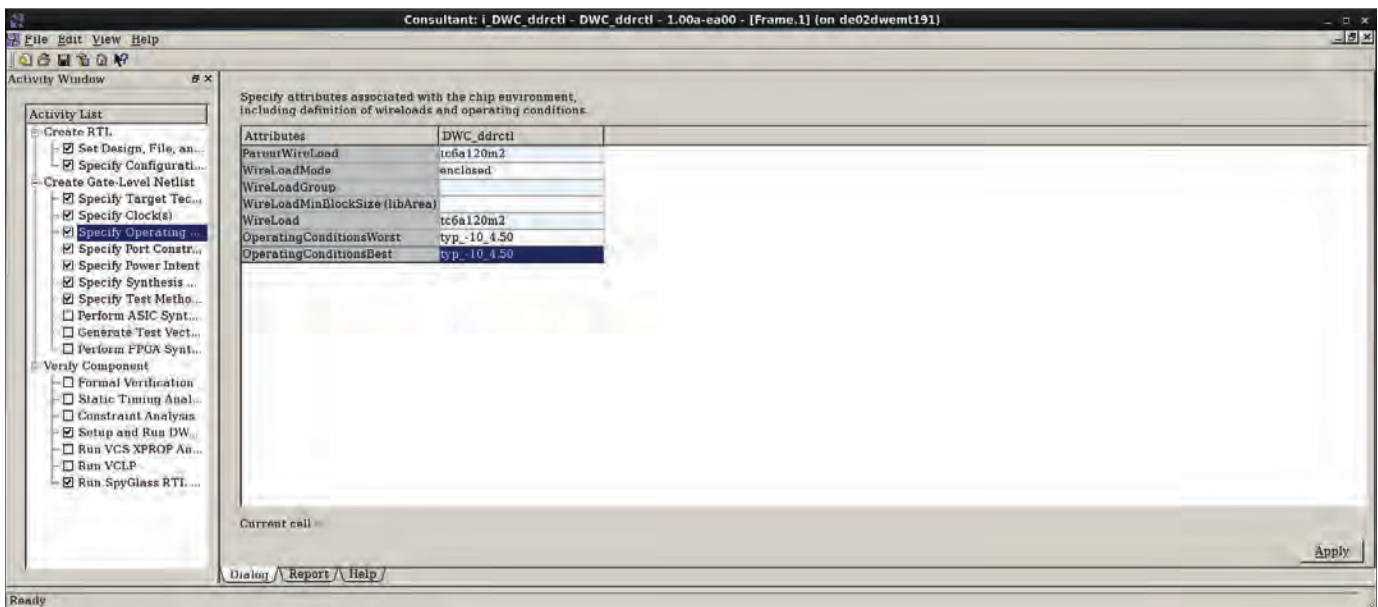 Consultant: i_DWC_ddrctl - DWC_ddrctl - 1.00a-ea00 - [Frame.1] (on de02dwemt191)
File Edit View Help
Activity Window
Activity List
Create RTL
Set Design, File, an...
Specify Configurati...
Create Gate-Level Netlist
Specify Target Tec...
Specify Clock(s)
Specify Operating ...
Specify Port Constr...
Specify Power Intent
Specify Synthesis ...
Specify Test Metho...
Perform ASIC Synt...
Generate Test Vect...
Perform FPGA Synt...
Verify Component
Formal Verification
Static Timing Anal...
Constraint Analysis
Setup and Run DW...
Run VCS XPROP An...
Run VCLP
Run SpyGlass RTL ...
Specify attributes associated with the chip environment,
including definition of wireloads and operating conditions.
Attributes DWC_ddrctl
ParentWireLoad tc6a120m2
WireLoadMode enclosed
WireLoadGroup
WireLoadMinBlockSize (libArea)
WireLoad tc6a120m2
OperatingConditionsWorst typ_-10_4.50
OperatingConditionsBest typ_-10_4.50
Current cell =
Apply
Dialog Report Help
Ready